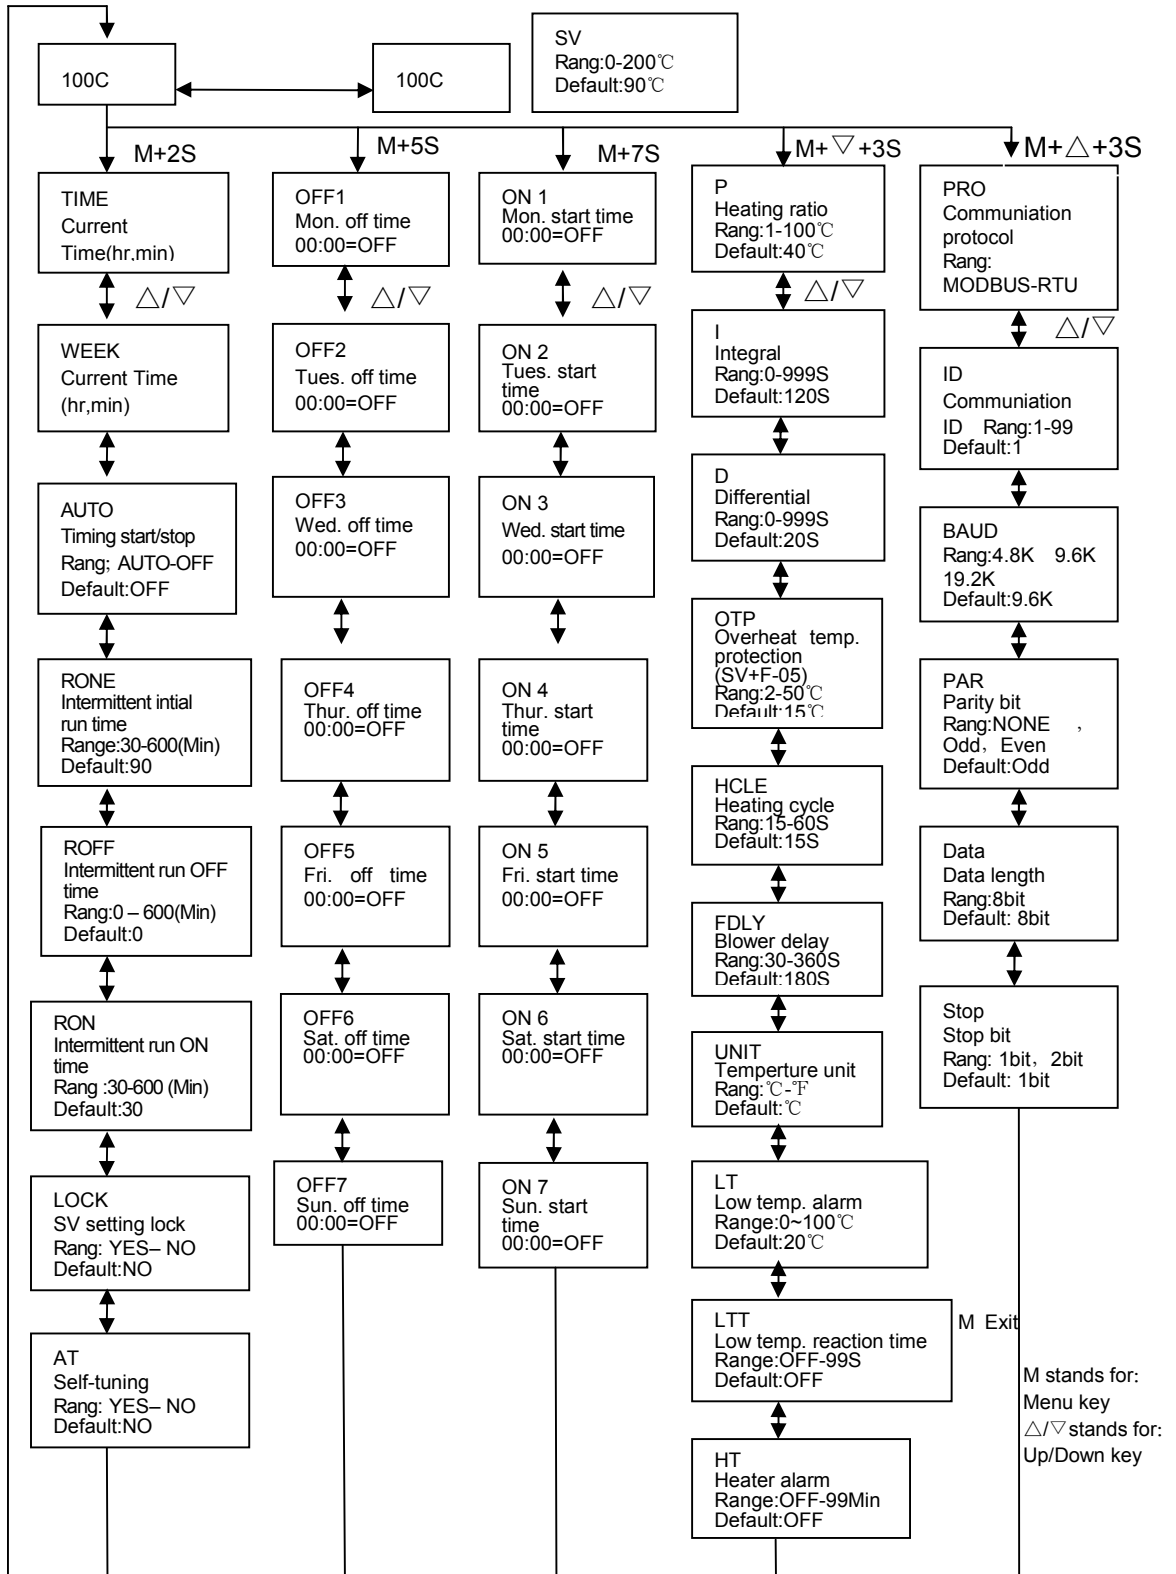 100C
100C
SV
Rang:0-200℃
Default:90℃
M+2S
M+5S
M+7S
M+▽+3S
M+△+3S
TIME
Current
Time(hr,min)
△/▽
WEEK
Current Time
(hr,min)
AUTO
Timing start/stop
Rang; AUTO-OFF
Default:OFF
RONE
Intermittent intial
run time
Range:30-600(Min)
Default:90
ROFF
Intermittent run OFF
time
Rang:0 – 600(Min)
Default:0
RON
Intermittent run ON
time
Rang :30-600 (Min)
Default:30
LOCK
SV setting lock
Rang: YES– NO
Default:NO
AT
Self-tuning
Rang: YES– NO
Default:NO
OFF1
Mon. off time
00:00=OFF
△/▽
OFF2
Tues. off time
00:00=OFF
OFF3
Wed. off time
00:00=OFF
OFF4
Thur. off time
00:00=OFF
OFF5
Fri. off time
00:00=OFF
OFF6
Sat. off time
00:00=OFF
OFF7
Sun. off time
00:00=OFF
ON 1
Mon. start time
00:00=OFF
△/▽
ON 2
Tues. start
time
00:00=OFF
ON 3
Wed. start time
00:00=OFF
ON 4
Thur. start
time
00:00=OFF
ON 5
Fri. start time
00:00=OFF
ON 6
Sat. start time
00:00=OFF
ON 7
Sun. start
time
00:00=OFF
P
Heating ratio
Rang:1-100℃
Default:40℃
△/▽
I
Integral
Rang:0-999S
Default:120S
D
Differential
Rang:0-999S
Default:20S
OTP
Overheat temp.
protection
(SV+F-05)
Rang:2-50℃
Default:15℃
HCLE
Heating cycle
Rang:15-60S
Default:15S
FDLY
Blower delay
Rang:30-360S
Default:180S
UNIT
Temperture unit
Rang:℃-℉
Default:℃
LT
Low temp. alarm
Range:0~100℃
Default:20℃
LTT
Low temp. reaction time
Range:OFF-99S
Default:OFF
HT
Heater alarm
Range:OFF-99Min
Default:OFF
PRO
Communiation
protocol
Rang:
MODBUS-RTU
△/▽
ID
Communiation
ID Rang:1-99
Default:1
BAUD
Rang:4.8K 9.6K
19.2K
Default:9.6K
PAR
Parity bit
Rang:NONE ,
Odd, Even
Default:Odd
Data
Data length
Rang:8bit
Default: 8bit
Stop
Stop bit
Rang: 1bit, 2bit
Default: 1bit
M Exit
M stands for:
Menu key
△/▽stands for:
Up/Down key